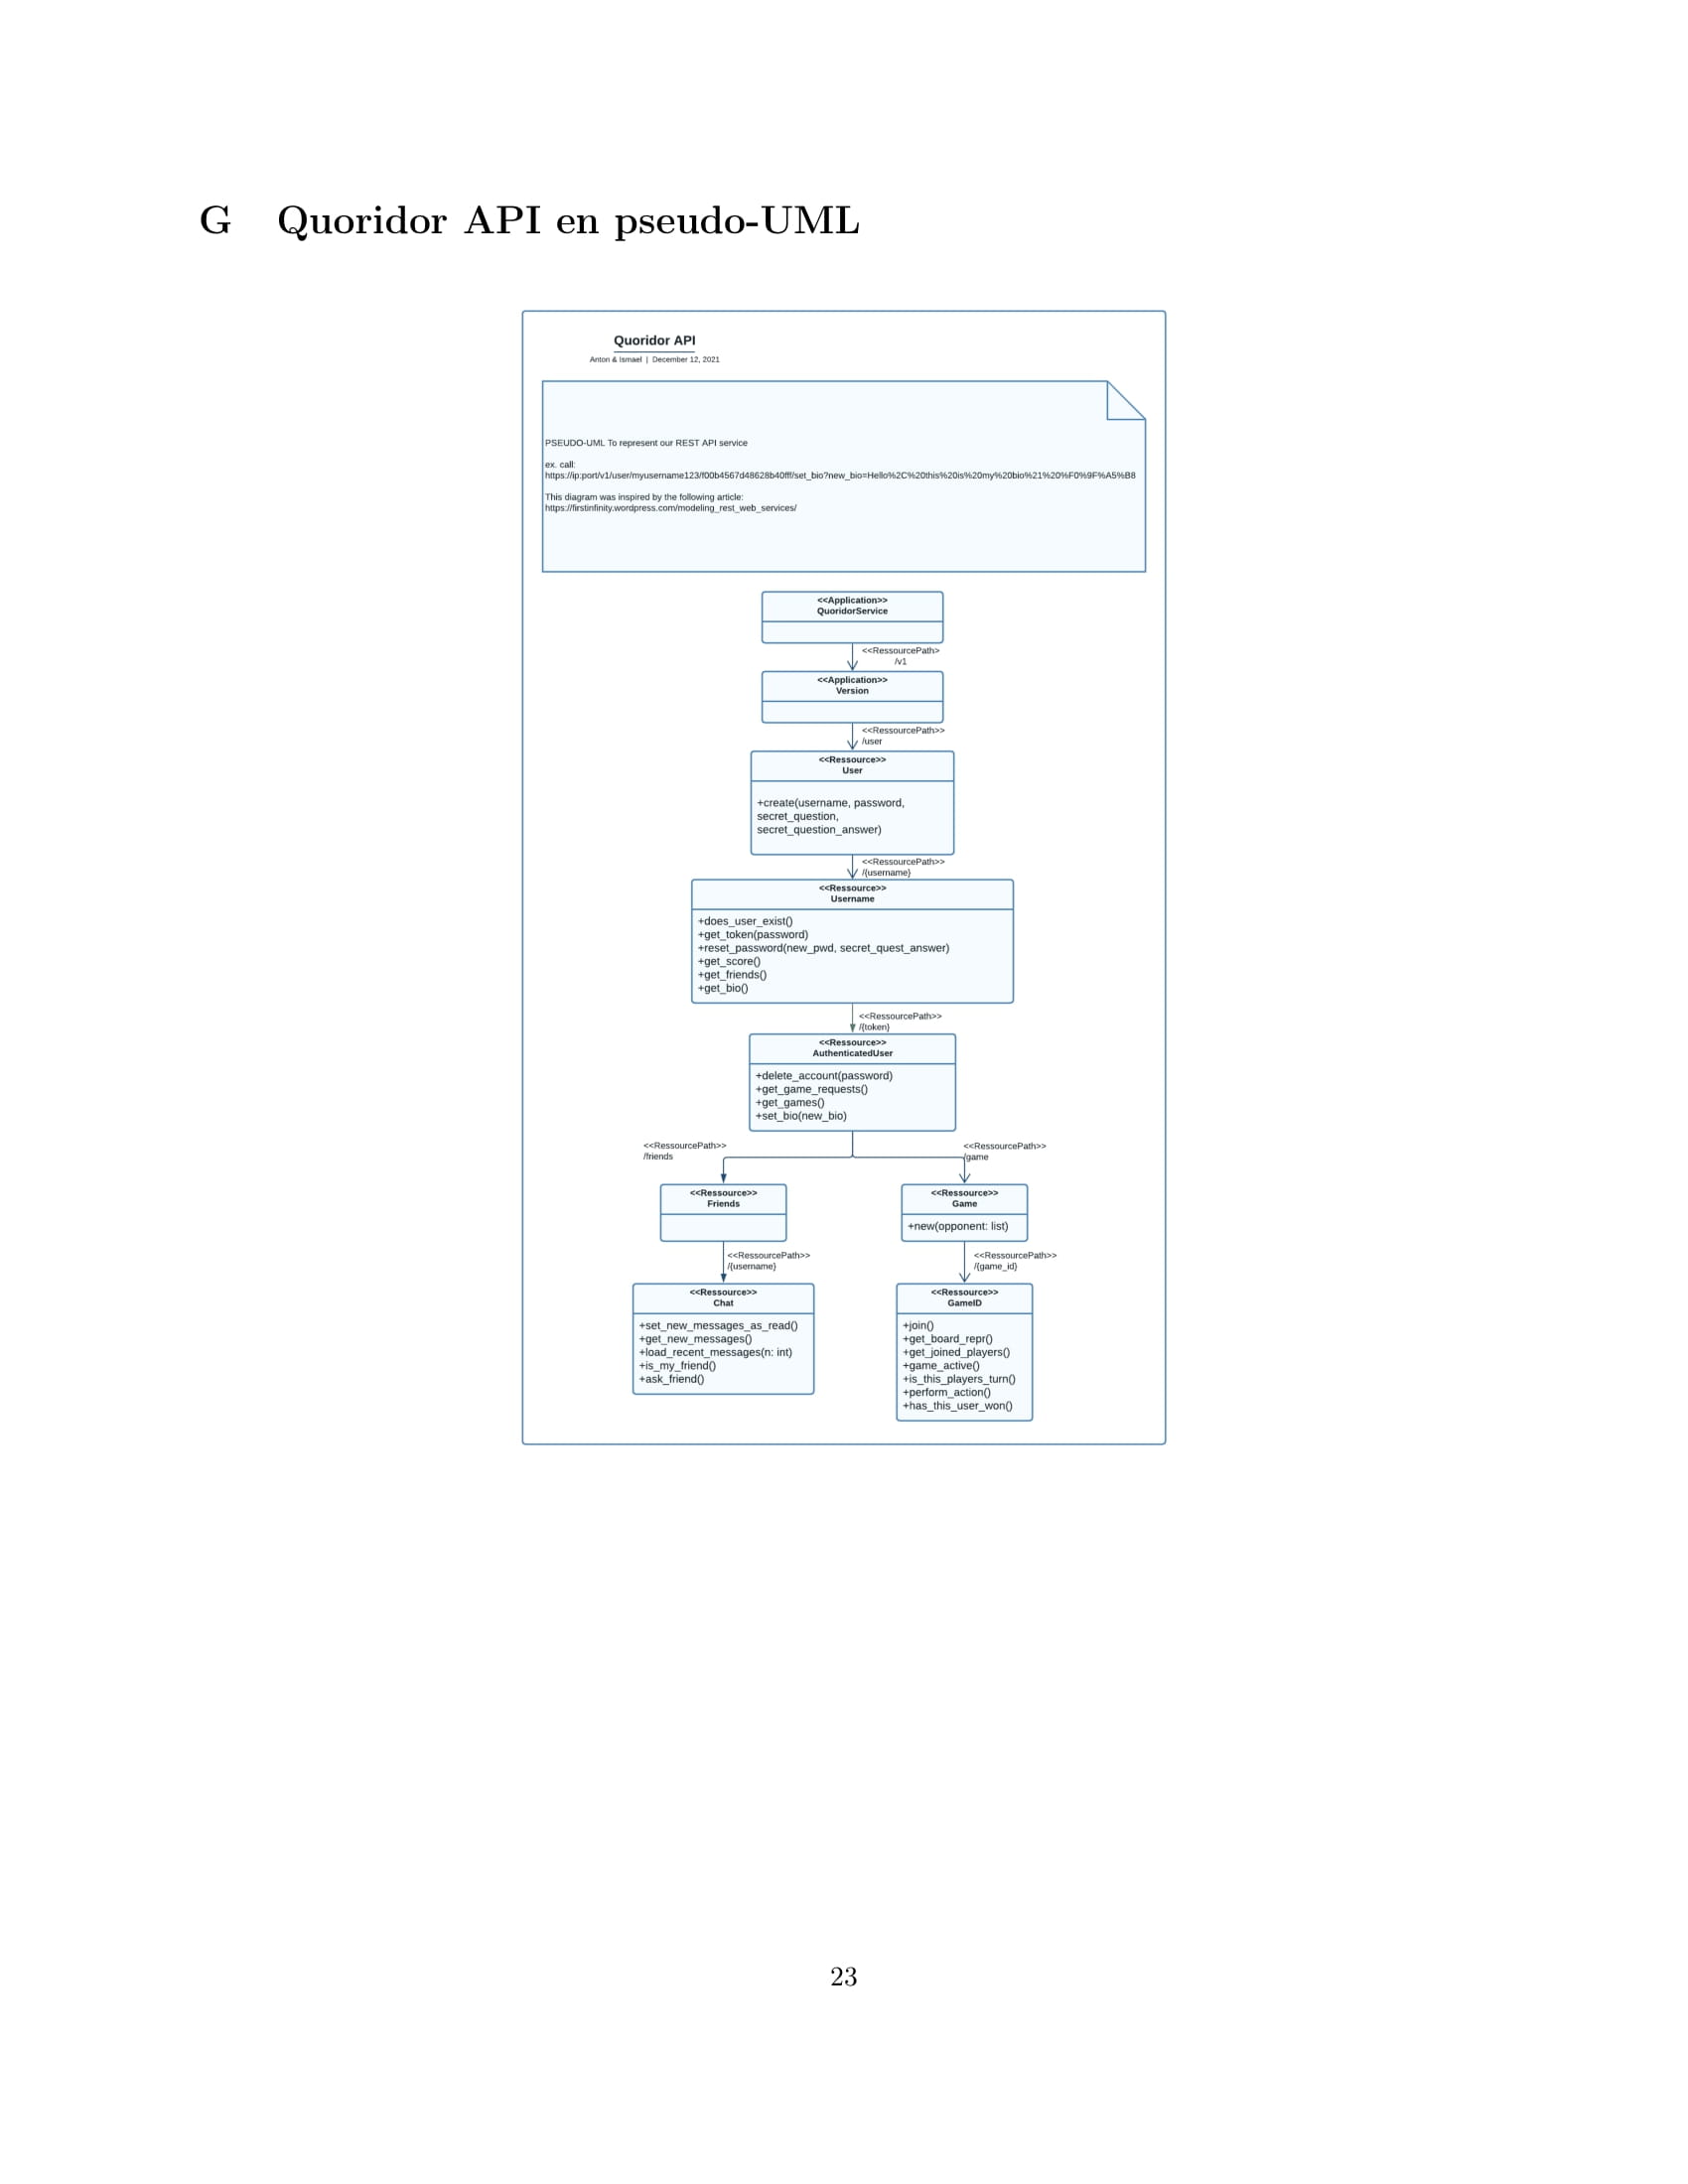 G Quoridor API en pseudo-UML
Quoridor API
Anton & Ismael | December 12, 2021
PSEUDO-UML To represent our REST API service
ex. call:
https://ip:port/v1/user/myusername123/f00b4567d48628b40fff/set_bio?new_bio=Hello%2C%20this%20is%20my%20bio%21%20%F0%9F%A5%B8
This diagram was inspired by the following article:
https://firstinfinity.wordpress.com/modeling_rest_web_services/
<<Application>>
QuoridorService
<<RessourcePath>
/v1
<<Application>>
Version
<<RessourcePath>>
/user
<<Ressource>>
User
+create(username, password,
secret_question,
secret_question_answer)
<<RessourcePath>>
/{username}
<<Ressource>>
Username
+does_user_exist()
+get_token(password)
+reset_password(new_pwd, secret_quest_answer)
+get_score()
+get_friends()
+get_bio()
<<RessourcePath>>
/{token}
<<Ressource>>
AuthenticatedUser
+delete_account(password)
+get_game_requests()
+get_games()
+set_bio(new_bio)
<<RessourcePath>>
/friends
<<RessourcePath>>
/game
<<Ressource>>
Friends
<<Ressource>>
Game
+new(opponent: list)
<<RessourcePath>>
/{username}
<<RessourcePath>>
/{game_id}
<<Ressource>>
Chat
+set_new_messages_as_read()
+get_new_messages()
+load_recent_messages(n: int)
+is_my_friend()
+ask_friend()
<<Ressource>>
GameID
+join()
+get_board_repr()
+get_joined_players()
+game_active()
+is_this_players_turn()
+perform_action()
+has_this_user_won()
23